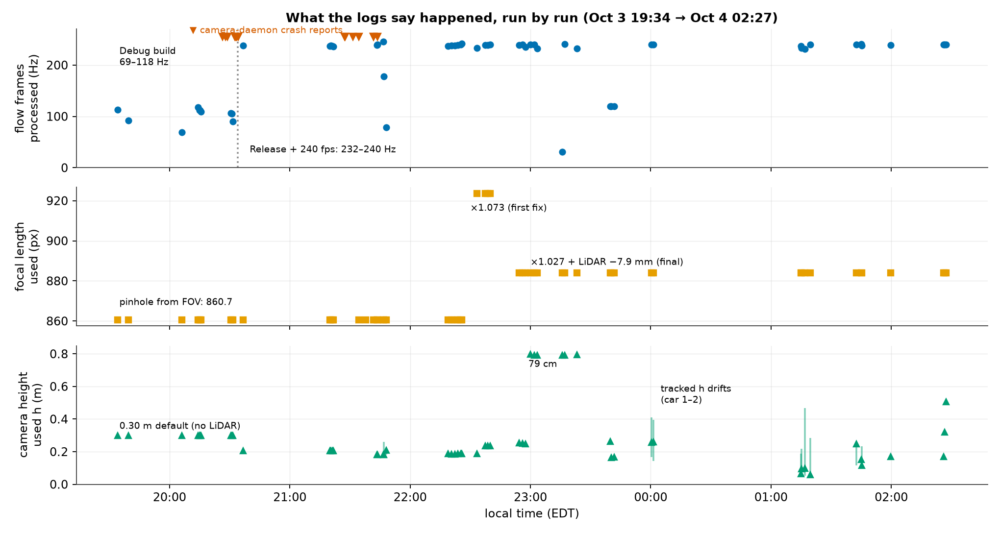 What the logs say happened, run by run (Oct 3 19:34 → Oct 4 02:27)
camera-daemon crash reports
Debug build
69–118 Hz
Release + 240 fps: 232–240 Hz
flow frames
processed (Hz)
200
100
0
×1.073 (first fix)
×1.027 + LiDAR −7.9 mm (final)
pinhole from FOV: 860.7
focal length
used (px)
920
900
880
860
79 cm
tracked h drifts
(car 1–2)
0.30 m default (no LiDAR)
camera height
used h (m)
0.8
0.6
0.4
0.2
0.0
20:00 21:00 22:00 23:00 00:00 01:00 02:00
local time (EDT)